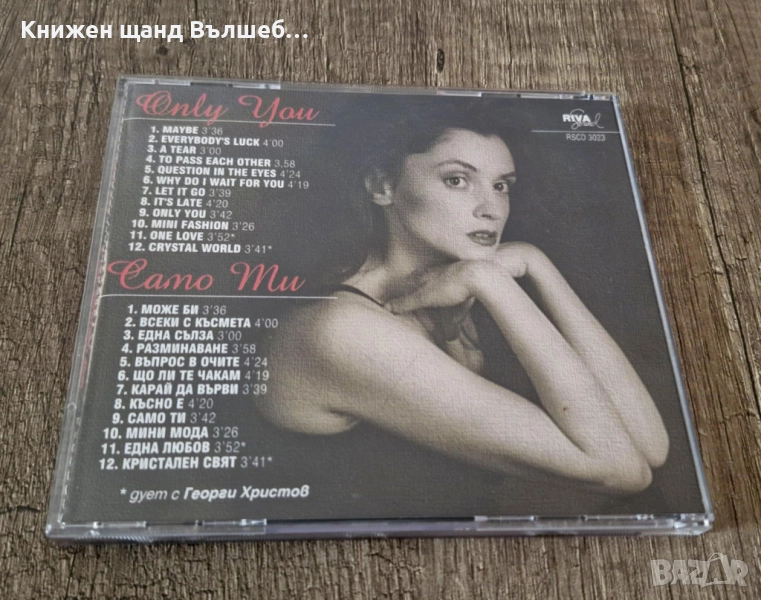 Книжен щанд Вълшеб...
Only You
1. MAYBE 3'36
2. EVERYBODY'S LUCK 4'00
3. A TEAR 3'00
4. TO PASS EACH OTHER 3,58
5. QUESTION IN THE EYES 4'24
6. WHY DO I WAIT FOR YOU 4'19
7. LET IT GO 3'39
8. IT'S LATE 4'20
9. ONLY YOU 3'42
10. MINI FASHION 3'26
11. ONE LOVE 3'52*
12. CRYSTAL WORLD 3'41*
RIVA
Sound
RSCD 3023
Само Ти
1. МОЖЕ БИ 3'36
2. ВСЕКИ С КЪСМЕТА 4'00
3. ЕДНА СЪЛЗА 3'00
4. РАЗМИНАВАНЕ 3'58
5. ВЪПРОС В ОЧИТЕ 4'24
6. ЩО ЛИ ТЕ ЧАКАМ 4'19
7. КАРАЙ ДА ВЪРВИ 3'39
8. КЪСНО Е 4'20
9. САМО ТИ 3'42
10. МИНИ МОДА 3'26
11. ЕДНА ЛЮБОВ 3'52*
12. КРИСТАЛЕН СВЯТ 3'41*
* дует с Георги Христов
BAZAR